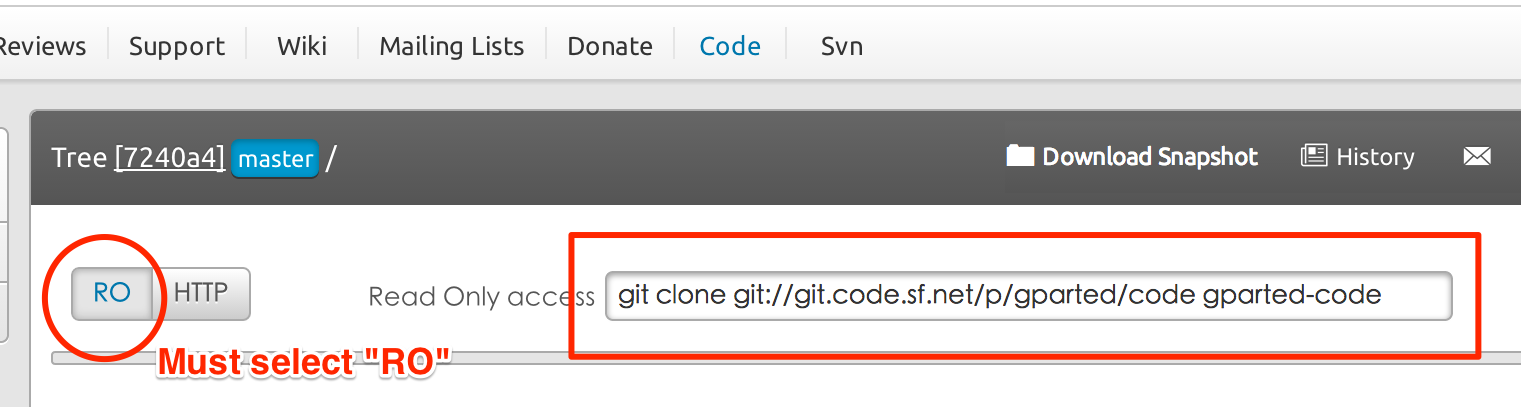 Reviews Support Wiki Mailing Lists Donate Code Svn
Tree [7240a4] master / Download Snapshot History
RO HTTP Read Only access git clone git://git.code.sf.net/p/gparted/code gparted-code
Must select "RO"